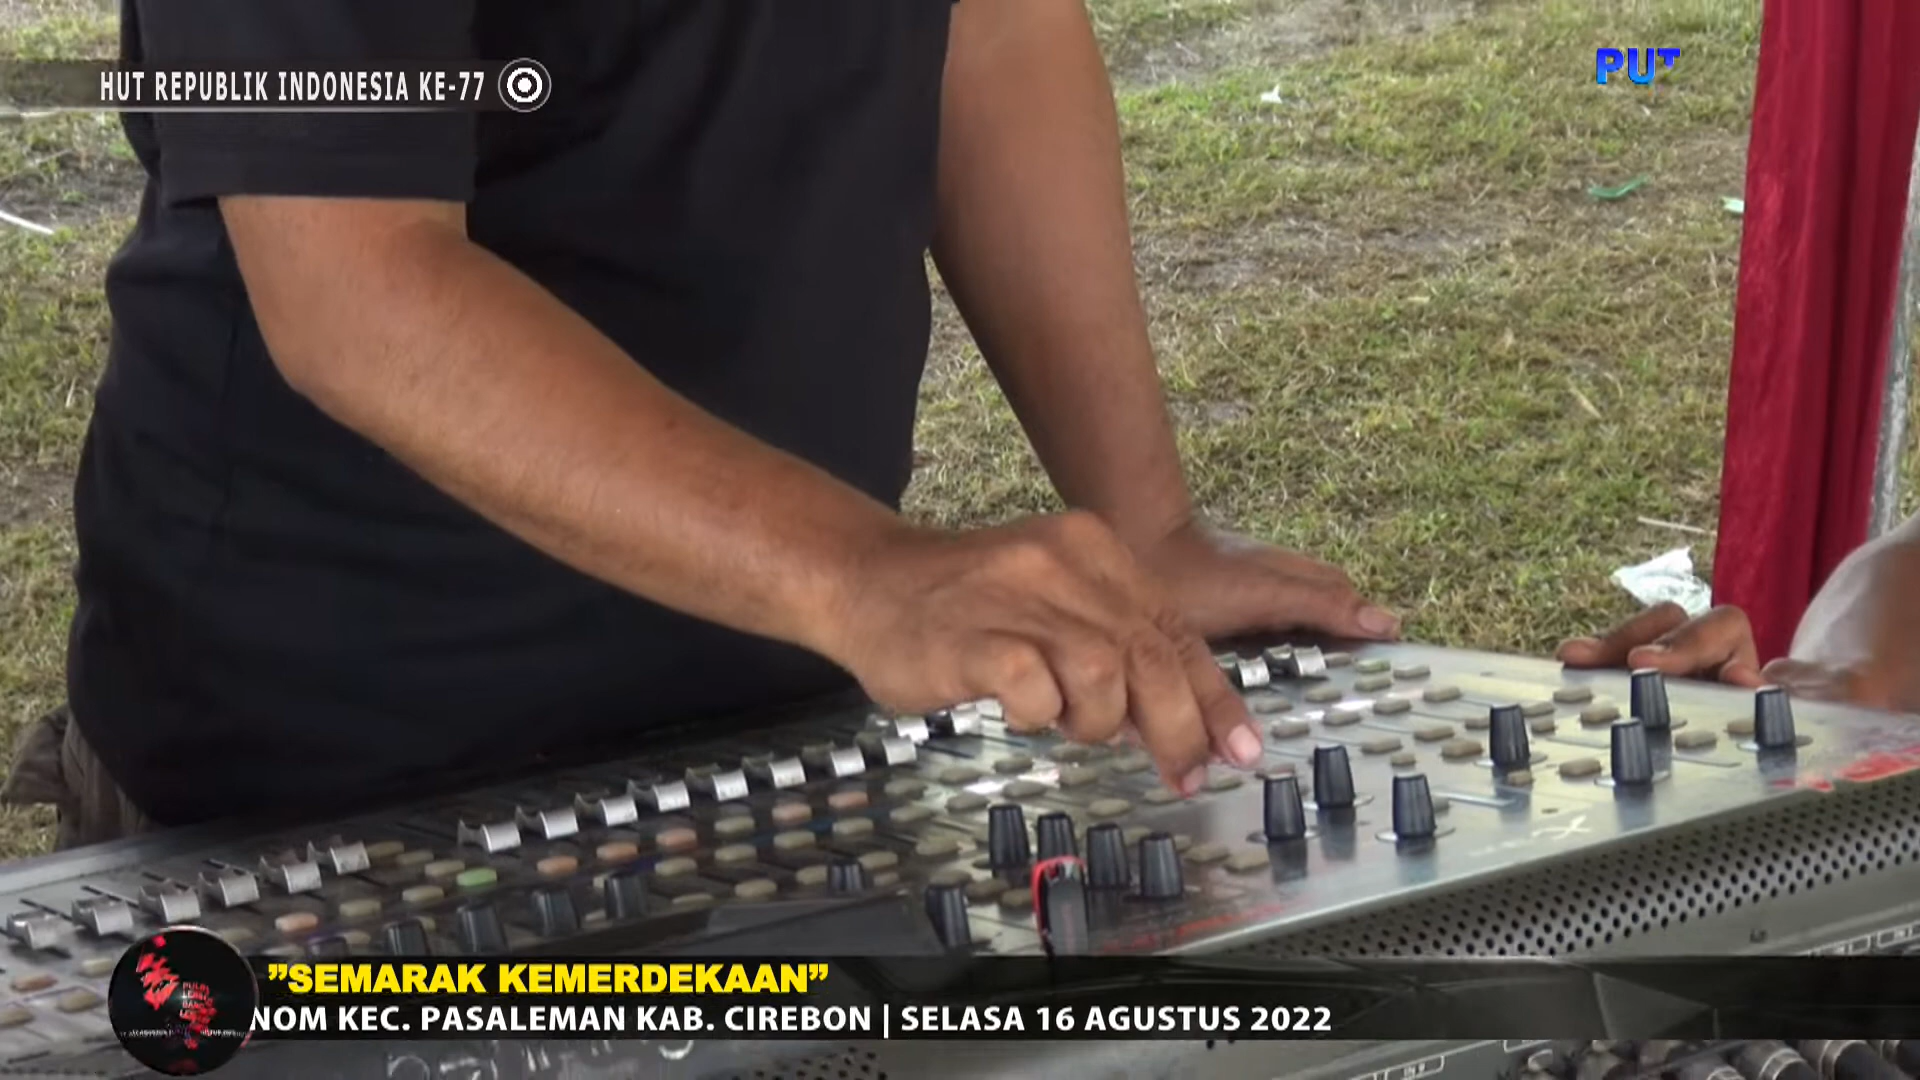 HUT REPUBLIK INDONESIA KE-77
PUT
"SEMARAK KEMERDEKAAN"
NOM KEC. PASALEMAN KAB. CIREBON | SELASA 16 AGUSTUS 2022